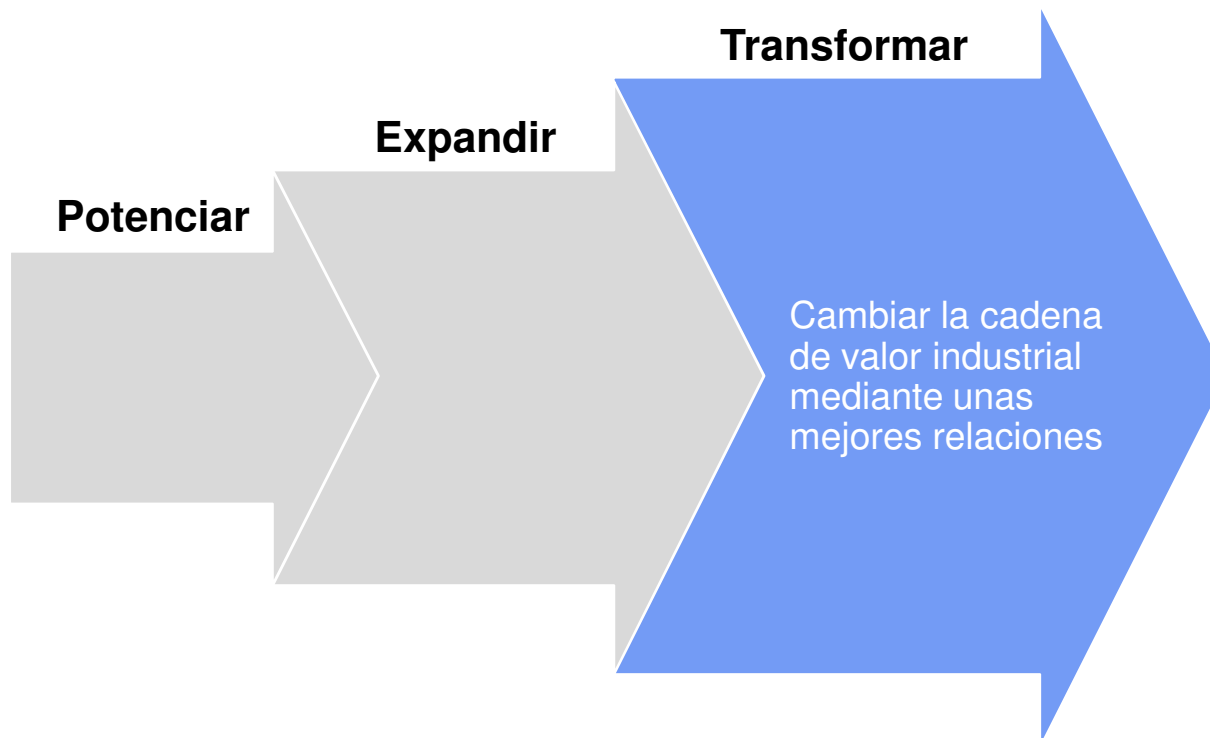 Transformar
Expandir
Potenciar
Cambiar la cadena
de valor industrial
mediante unas
mejores relaciones